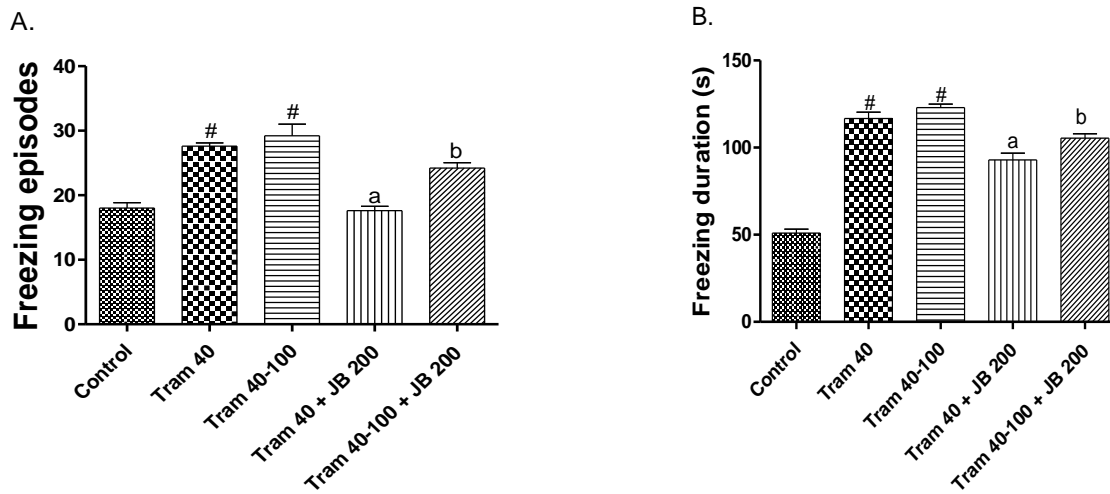 A.
Freezing episodes
40
30
20
10
0
#
#
a
b
Control
Tram 40
Tram 40-100
Tram 40 + JB 200
Tram 40-100 + JB 200
B.
Freezing duration (s)
150
100
50
0
#
#
a
b
Control
Tram 40
Tram 40-100
Tram 40 + JB 200
Tram 40-100 + JB 200